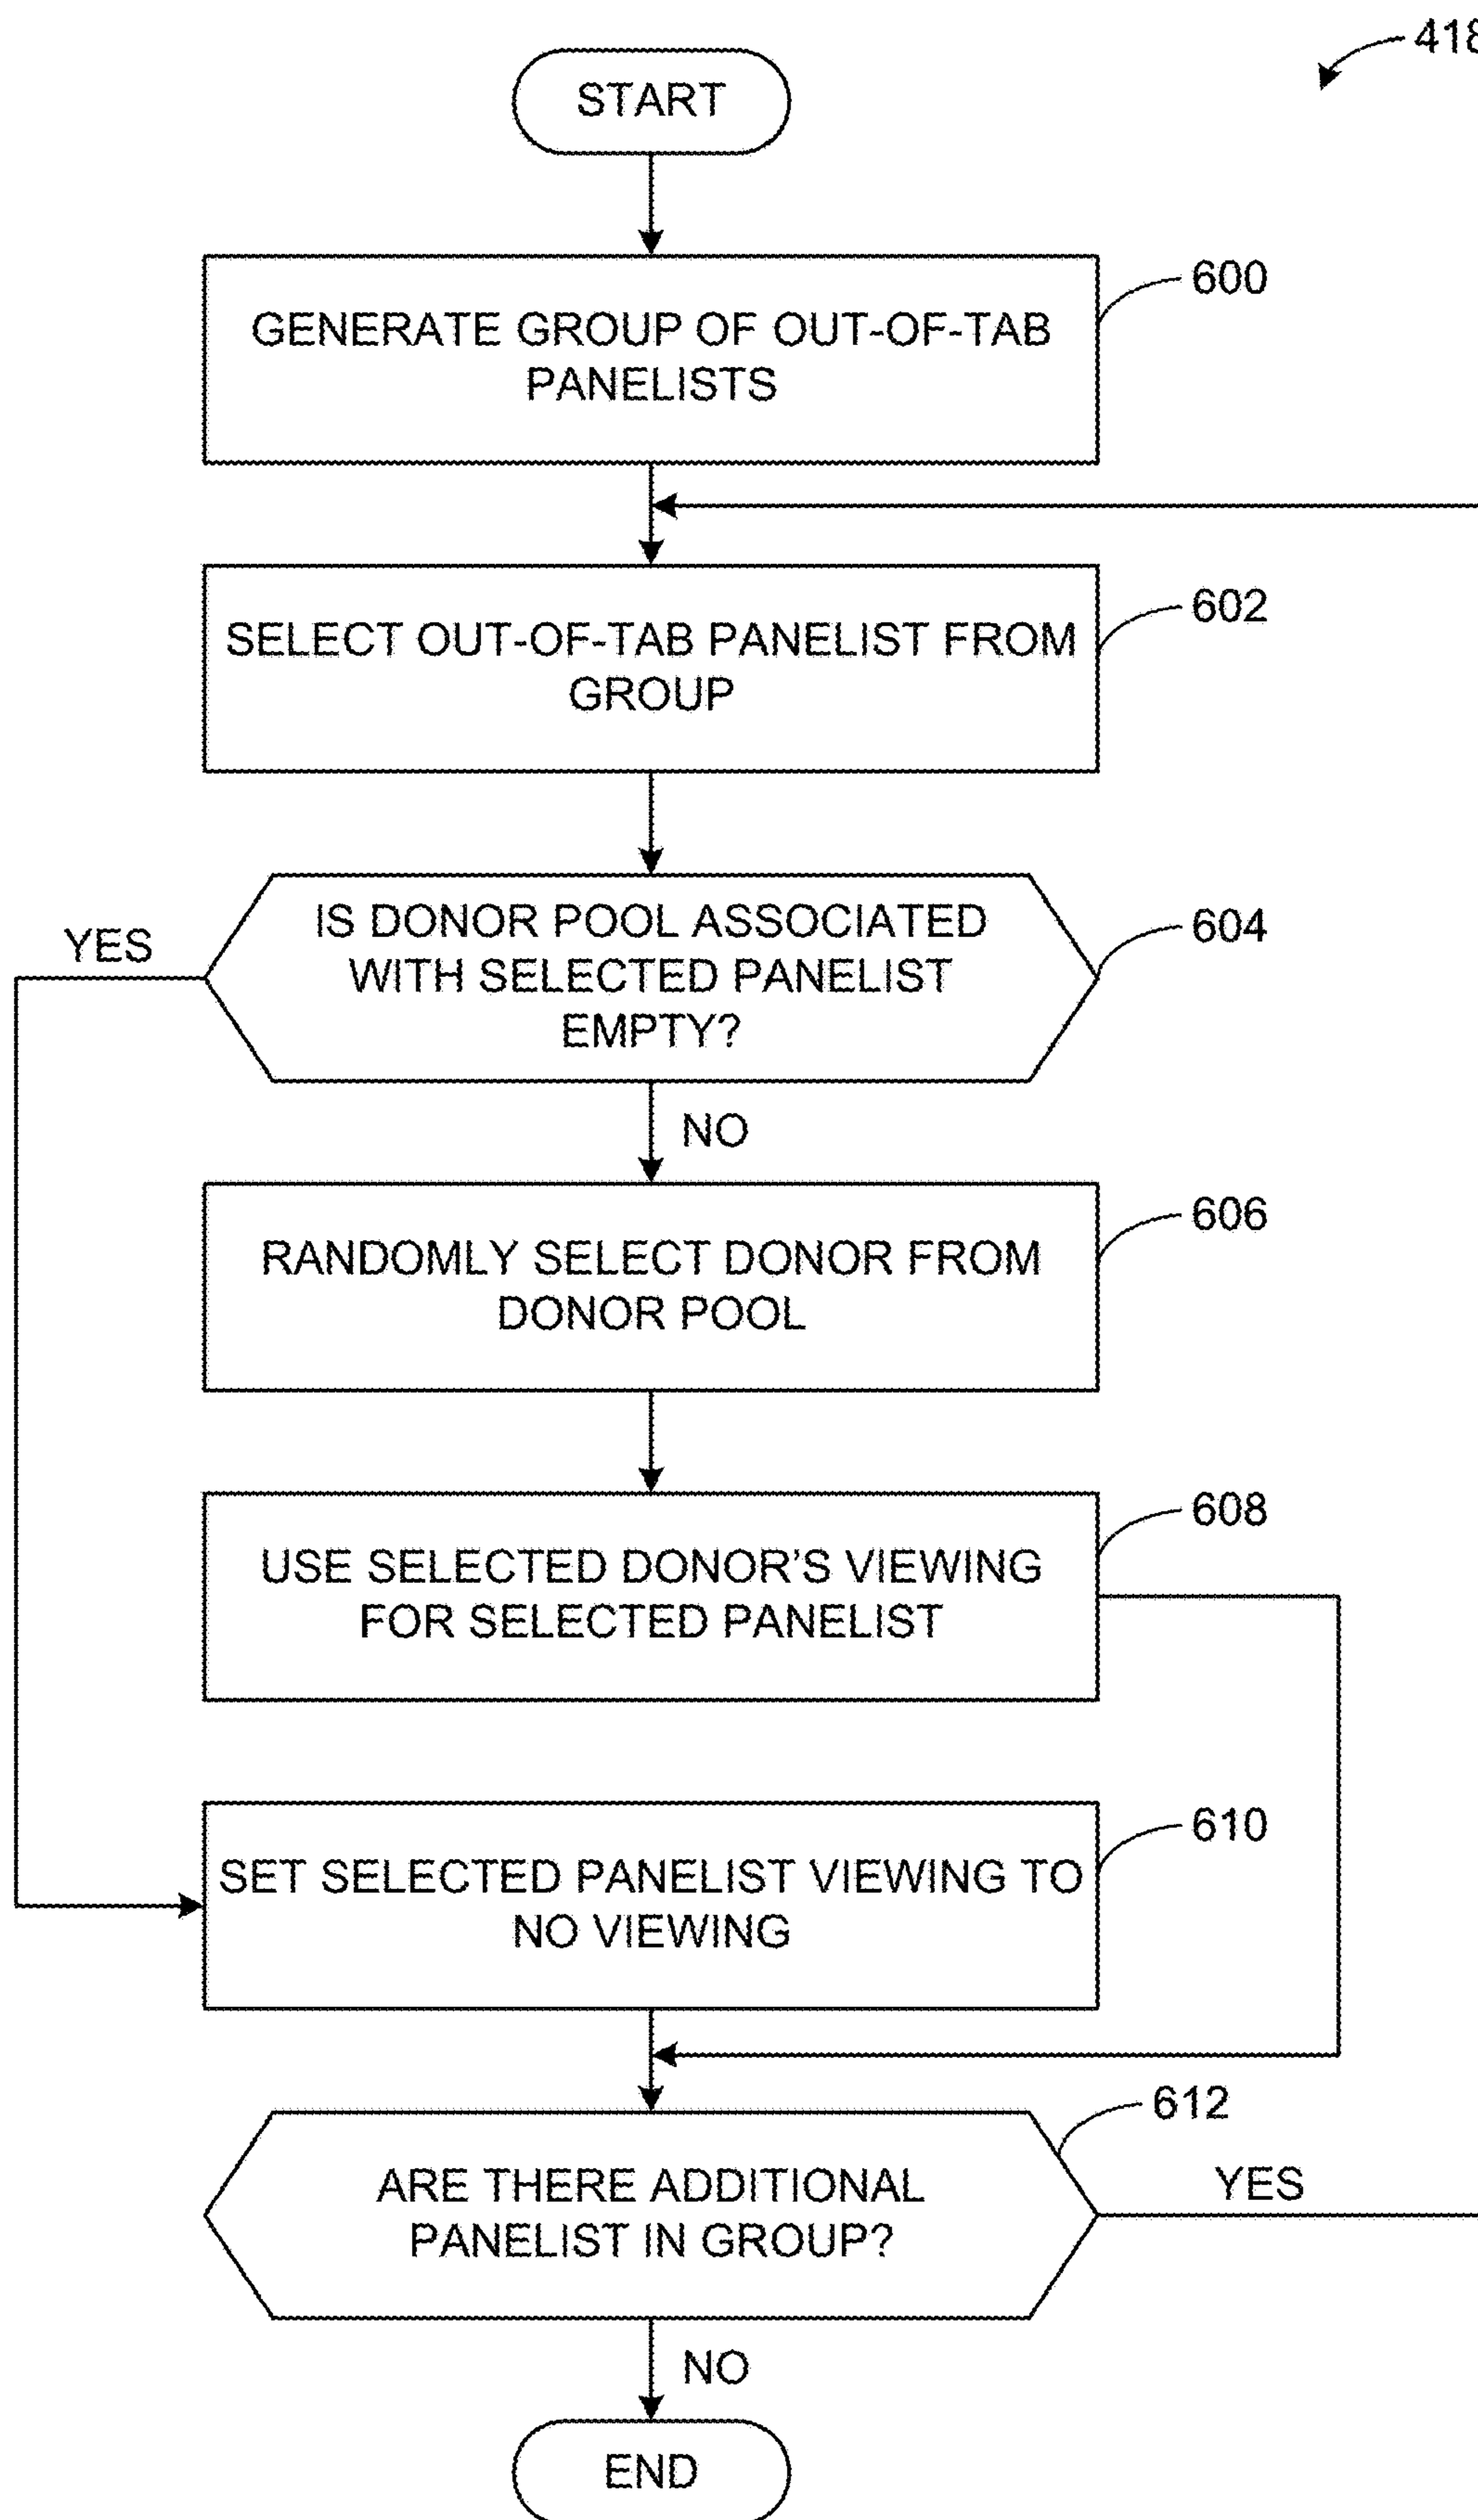 418
START
600
GENERATE GROUP OF OUT-OF-TAB
PANELISTS
602
SELECT OUT-OF-TAB PANELIST FROM
GROUP
604
IS DONOR POOL ASSOCIATED
WITH SELECTED PANELIST
EMPTY?
YES
NO
606
RANDOMLY SELECT DONOR FROM
DONOR POOL
608
USE SELECTED DONOR'S VIEWING
FOR SELECTED PANELIST
610
SET SELECTED PANELIST VIEWING TO
NO VIEWING
612
ARE THERE ADDITIONAL
PANELIST IN GROUP?
YES
NO
END